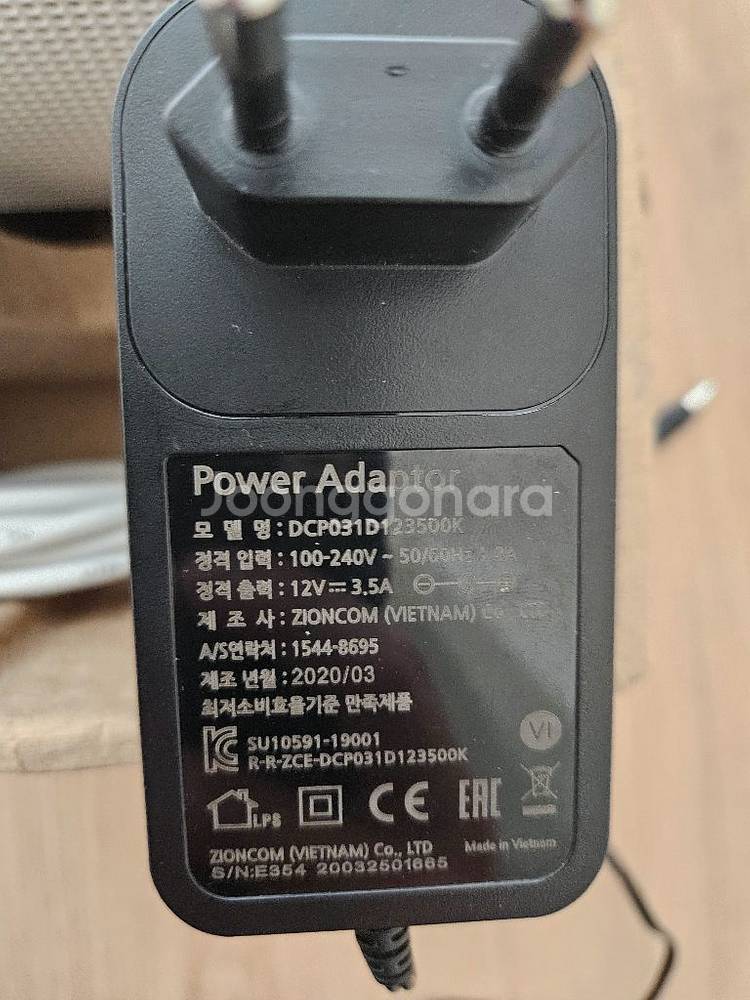 Power Adaptor
Joonggonara
모 델 명 : DCP031D123500K
정격 입력 : 100-240V ~ 50/60Hz
정격 출력 : 12V⎓3.5A
제 조 사 : ZIONCOM (VIETNAM) Co
A/S연락처 : 1544-8695
제조 년월 : 2020/03
최저소비효율기준 만족제품
SU10591-19001
R-R-ZCE-DCP031D123500K
VI
LPS
CE
EAC
ZIONCOM (VIETNAM) Co., LTD
Made in Vietnam
S/N:E354 20032501665